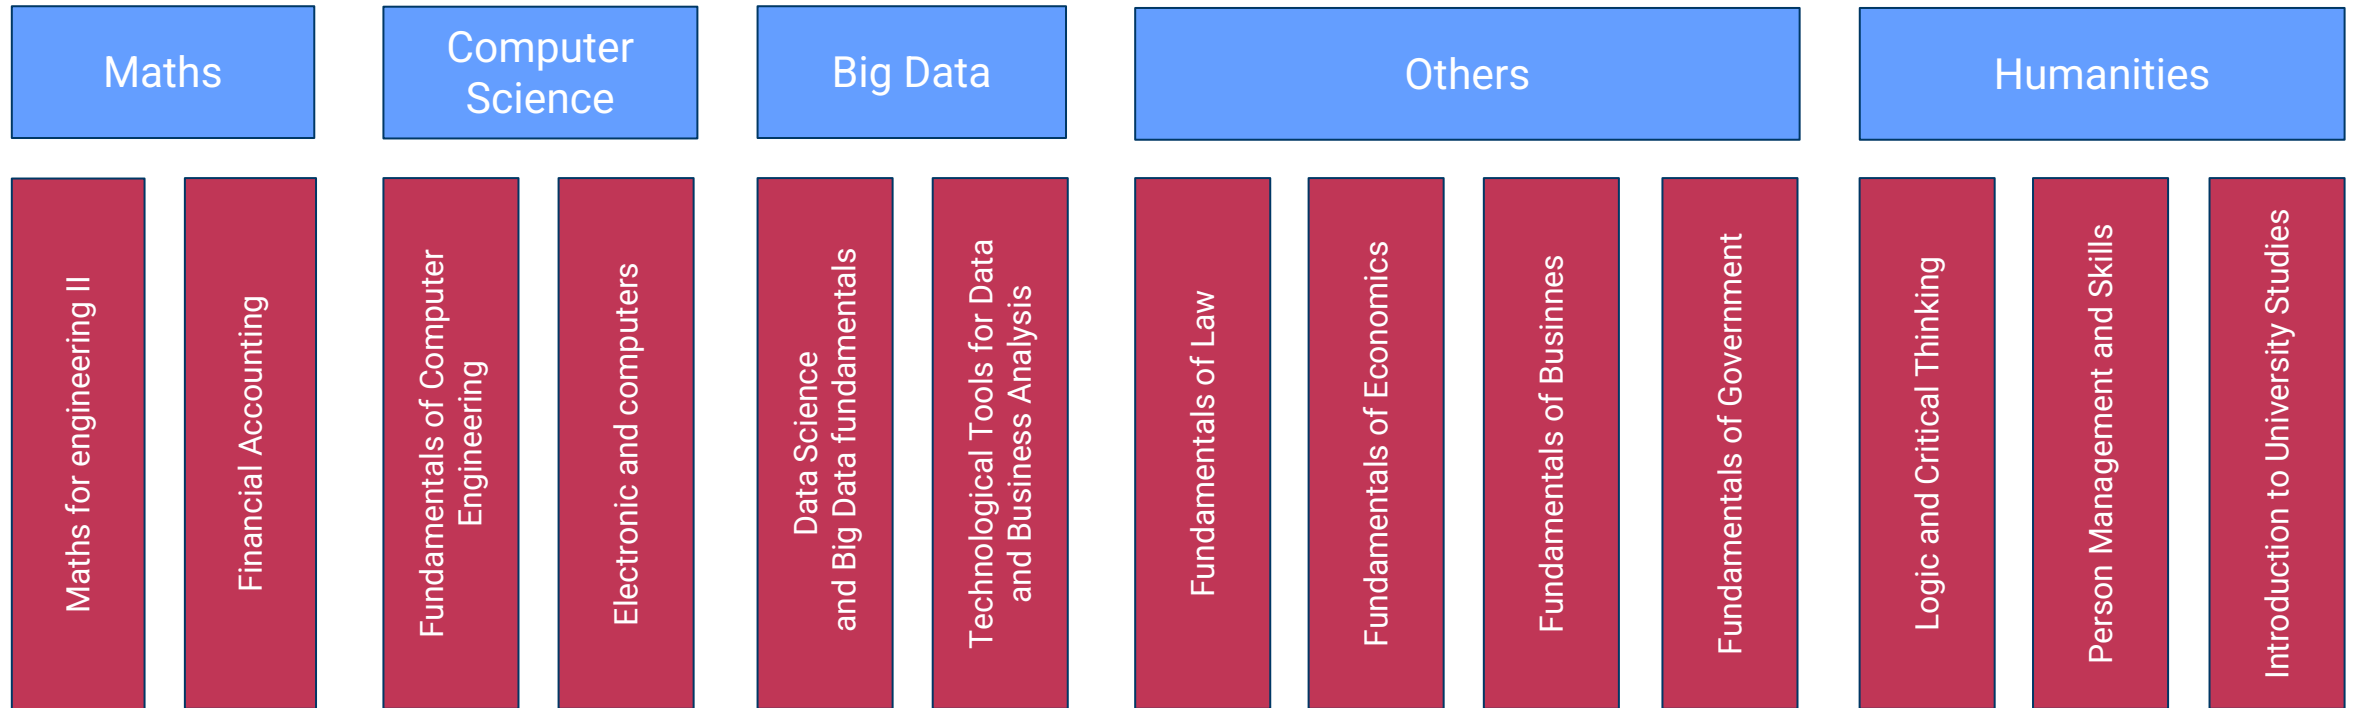 Maths
Computer
Science
Big Data
Others
Humanities
Maths for engineering II
Financial Accounting
Fundamentals of Computer
Engineering
Electronic and computers
Data Science
and Big Data fundamentals
Technological Tools for Data
and Business Analysis
Fundamentals of Law
Fundamentals of Economics
Fundamentals of Businnes
Fundamentals of Government
Logic and Critical Thinking
Person Management and Skills
Introduction to University Studies